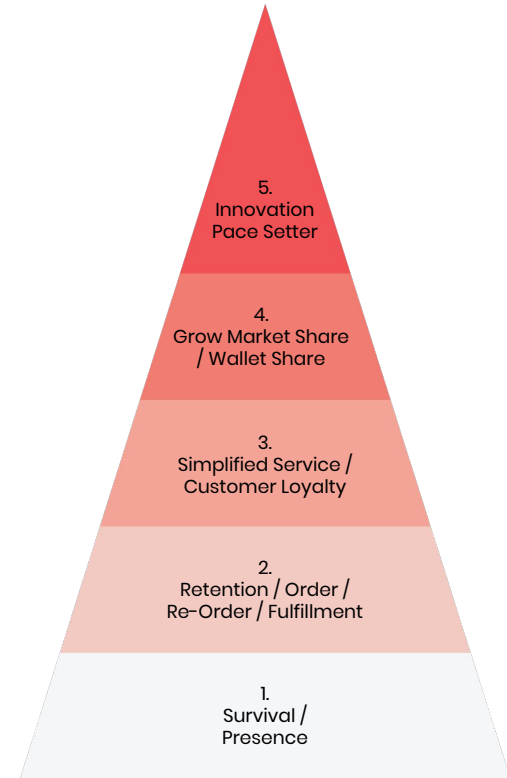 5.
Innovation
Pace Setter
4.
Grow Market Share
/ Wallet Share
3.
Simplified Service /
Customer Loyalty
2.
Retention / Order /
Re-Order / Fulfillment
1.
Survival /
Presence